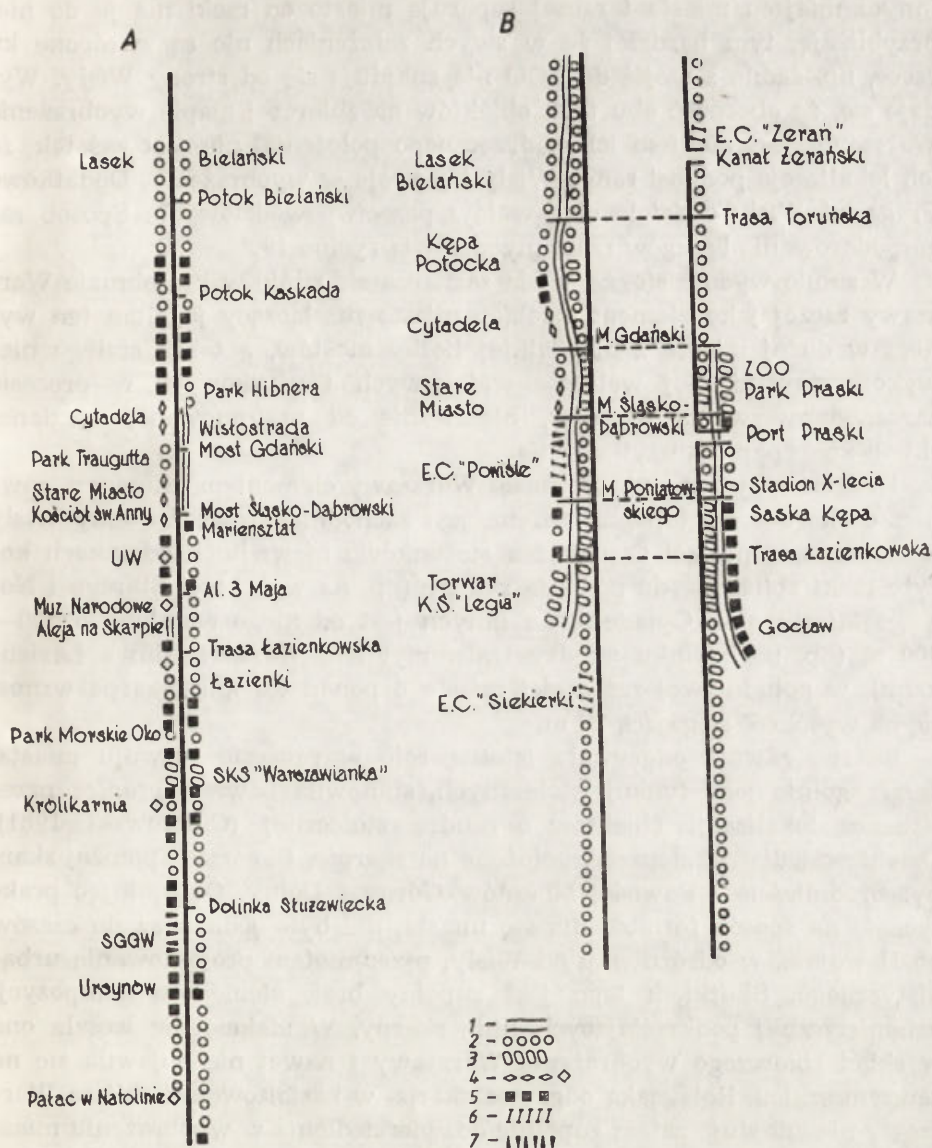 A
Lasek
Bielański
Potok Bielański
Potok Kaskada
Park Hibnera
Cytadela
Wisłostrada
Most Gdański
Park Traugutta
Stare Miasto
Kościół św. Anny
Most Śląsko-Dąbrowski
Mariensztat
UW
Al. 3 Maja
Muz. Narodowe
Aleja na Skarpie
Trasa Łazienkowska
Łazienki
Park Morskie Oko
SKS "Warszawianka"
Królikarnia
Dolinka Służewiecka
SGGW
Ursynów
Pałac w Natolinie
B
E.C. "Żerań"
Kanał Żerański
Lasek
Bielański
Trasa Toruńska
Kępa
Potocka
Cytadela
M. Gdański
ZOO
Park Praski
Stare
Miasto
M. Śląsko-
Dąbrowski
Port Praski
E.C. "Powiśle"
M. Poniatow-
skiego
Stadion X-lecia
Saska Kępa
Trasa Łazienkowska
Torwar
K.S. "Legia"
Gocław
E.C. "Siekierki"
1 -
2 -
3 -
4 -
5 -
6 -
7 -